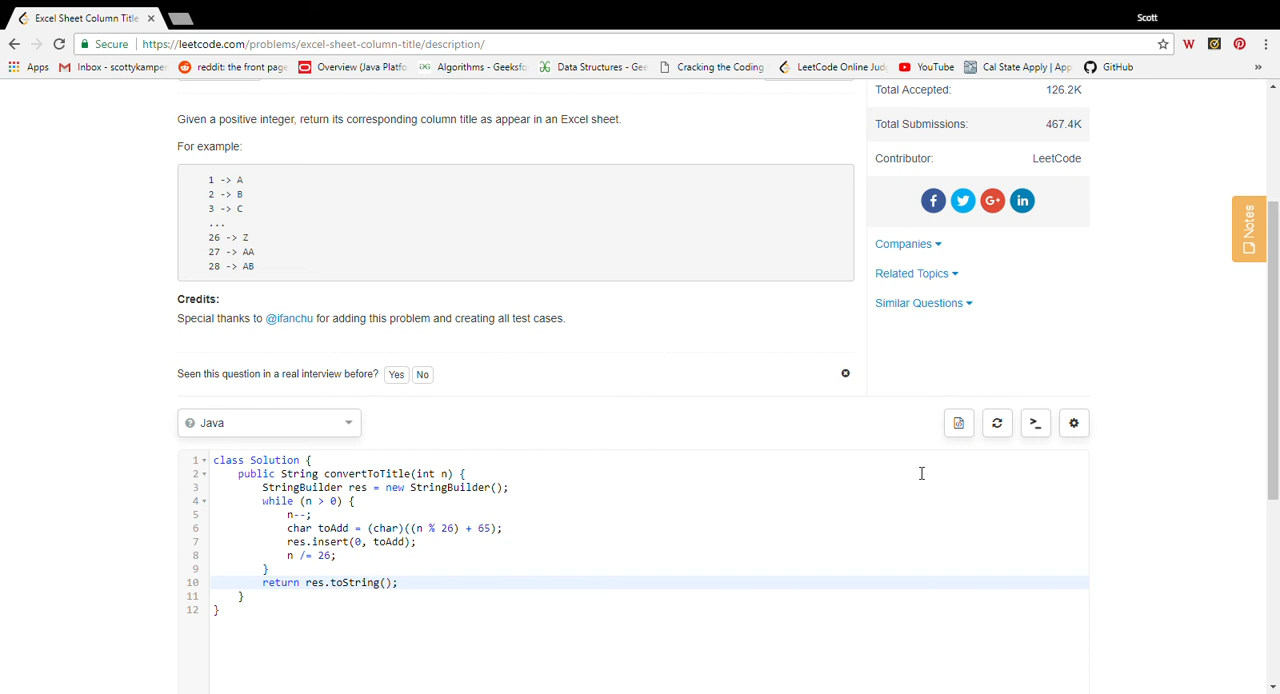 Excel Sheet Column Title
Scott
Secure https://leetcode.com/problems/excel-sheet-column-title/description/
Apps Inbox - scottykamper reddit: the front page Overview (Java Platfo Algorithms - Geeksfo Data Structures - Gee Cracking the Coding LeetCode Online Jud YouTube Cal State Apply | App GitHub »
Given a positive integer, return its corresponding column title as appear in an Excel sheet.
For example:
1 -> A
2 -> B
3 -> C
...
26 -> Z
27 -> AA
28 -> AB
Credits:
Special thanks to @ifanchu for adding this problem and creating all test cases.
Seen this question in a real interview before? Yes No
Total Accepted: 126.2K
Total Submissions: 467.4K
Contributor: LeetCode
Companies
Related Topics
Similar Questions
Notes
Java
1 class Solution {
2 public String convertToTitle(int n) {
3 StringBuilder res = new StringBuilder();
4 while (n > 0) {
5 n--;
6 char toAdd = (char)((n % 26) + 65);
7 res.insert(0, toAdd);
8 n /= 26;
9 }
10 return res.toString();
11 }
12 }